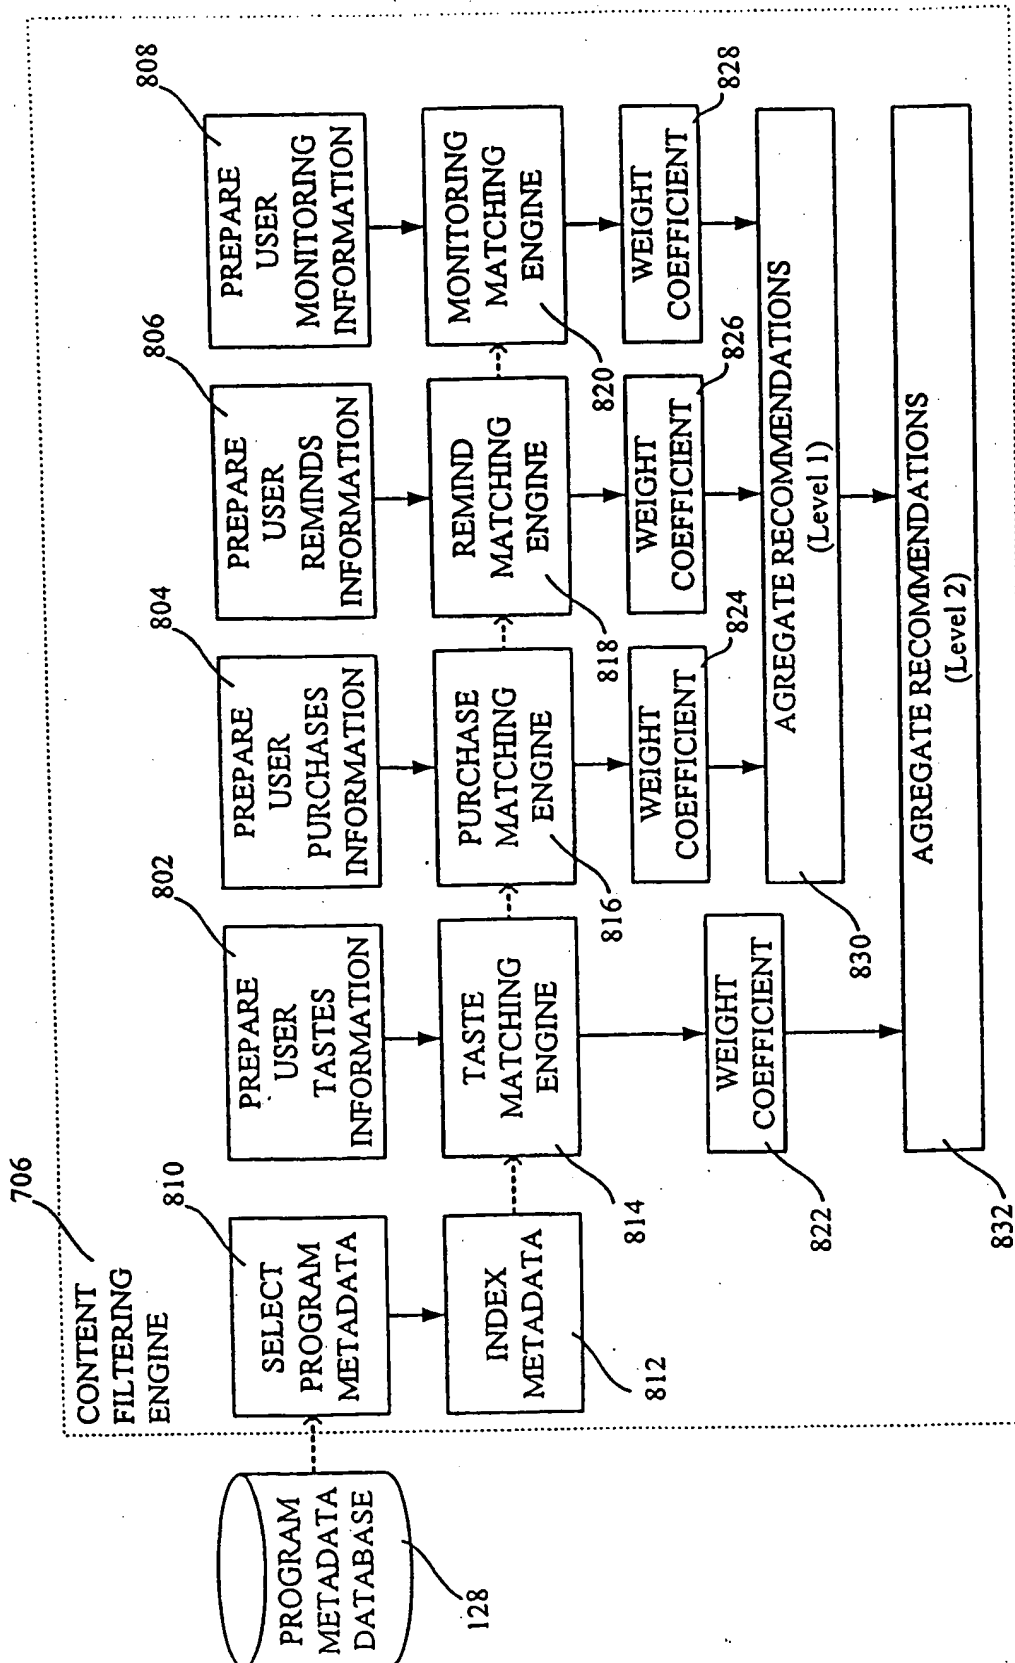 706
CONTENT
FILTERING
ENGINE
PROGRAM
METADATA
DATABASE
128
810
SELECT
PROGRAM
METADATA
INDEX
METADATA
812
802
PREPARE
USER
TASTES
INFORMATION
TASTE
MATCHING
ENGINE
814
WEIGHT
COEFFICIENT
822
804
PREPARE
USER
PURCHASES
INFORMATION
PURCHASE
MATCHING
ENGINE
816
WEIGHT
COEFFICIENT
824
806
PREPARE
USER
REMINDS
INFORMATION
REMIND
MATCHING
ENGINE
818
WEIGHT
COEFFICIENT
826
808
PREPARE
USER
MONITORING
INFORMATION
MONITORING
MATCHING
ENGINE
820
WEIGHT
COEFFICIENT
828
AGREGATE RECOMMENDATIONS
(Level 1)
830
AGREGATE RECOMMENDATIONS
(Level 2)
832